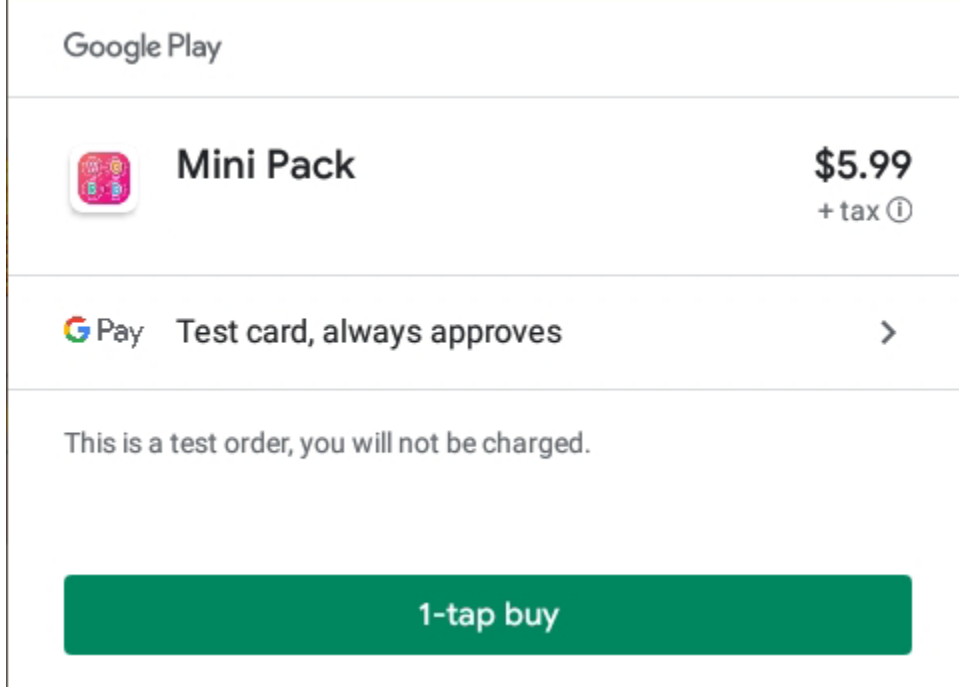 Google Play
Mini Pack
$5.99
+ tax
G Pay
Test card, always approves
This is a test order, you will not be charged.
1-tap buy